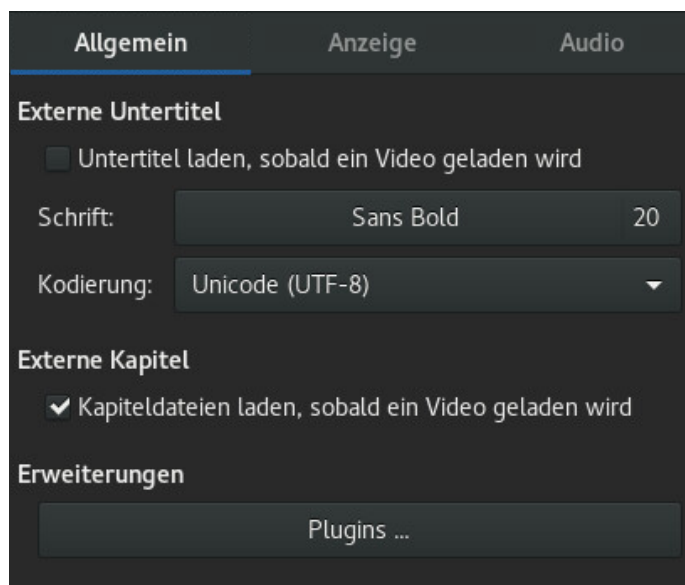 Allgemein Anzeige Audio
Externe Untertitel
Untertitel laden, sobald ein Video geladen wird
Schrift: Sans Bold 20
Kodierung: Unicode (UTF-8)
Externe Kapitel
Kapiteldateien laden, sobald ein Video geladen wird
Erweiterungen
Plugins ...